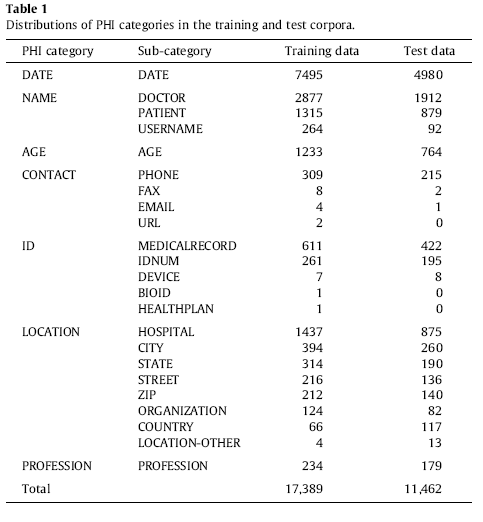 Table 1
Distributions of PHI categories in the training and test corpora.
PHI category Sub-category Training data Test data
DATE DATE 7495 4980
NAME DOCTOR 2877 1912
PATIENT 1315 879
USERNAME 264 92
AGE AGE 1233 764
CONTACT PHONE 309 215
FAX 8 2
EMAIL 4 1
URL 2 0
ID MEDICALRECORD 611 422
IDNUM 261 195
DEVICE 7 8
BIOID 1 0
HEALTHPLAN 1 0
LOCATION HOSPITAL 1437 875
CITY 394 260
STATE 314 190
STREET 216 136
ZIP 212 140
ORGANIZATION 124 82
COUNTRY 66 117
LOCATION-OTHER 4 13
PROFESSION PROFESSION 234 179
Total 17,389 11,462